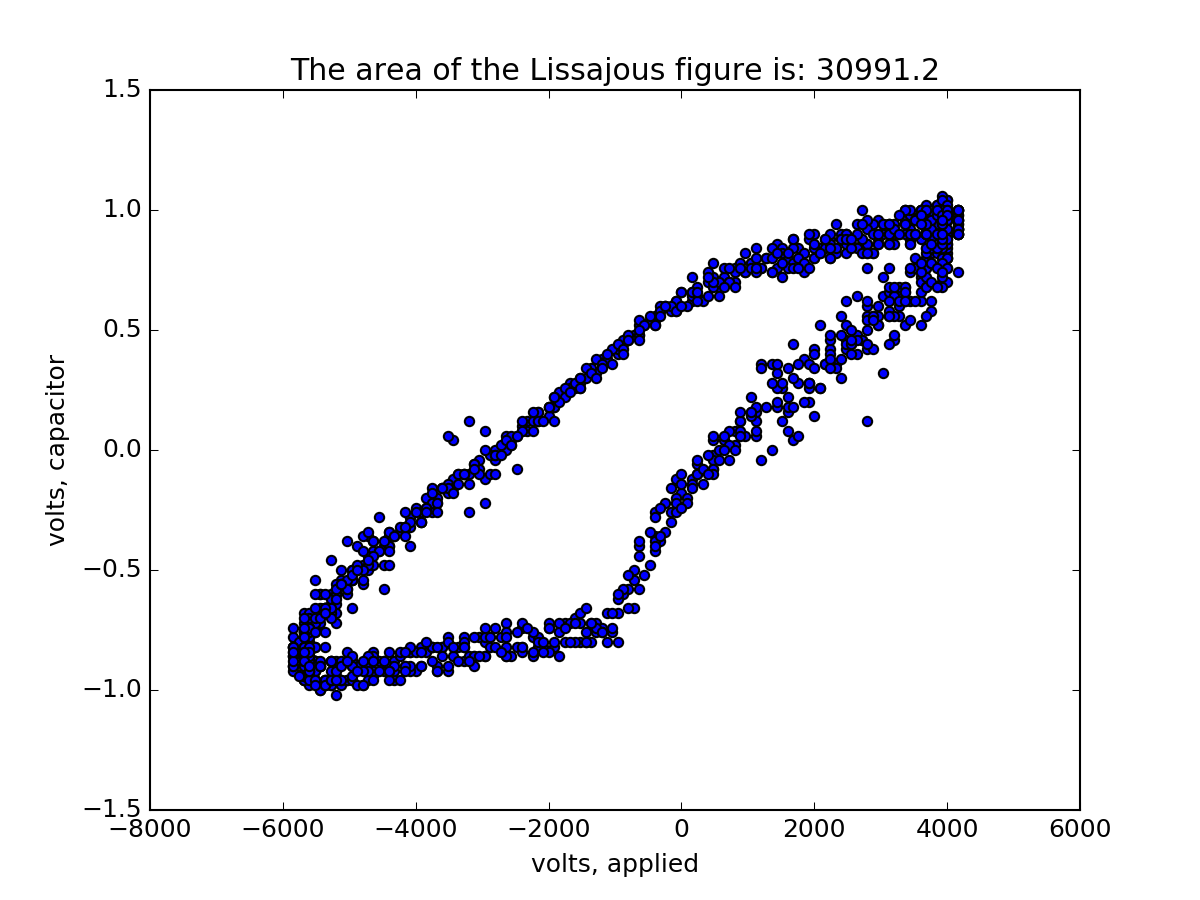 The area of the Lissajous figure is: 30991.2
1.5
1.0
0.5
0.0
−0.5
−1.0
−1.5
volts, capacitor
−8000 −6000 −4000 −2000 0 2000 4000 6000
volts, applied